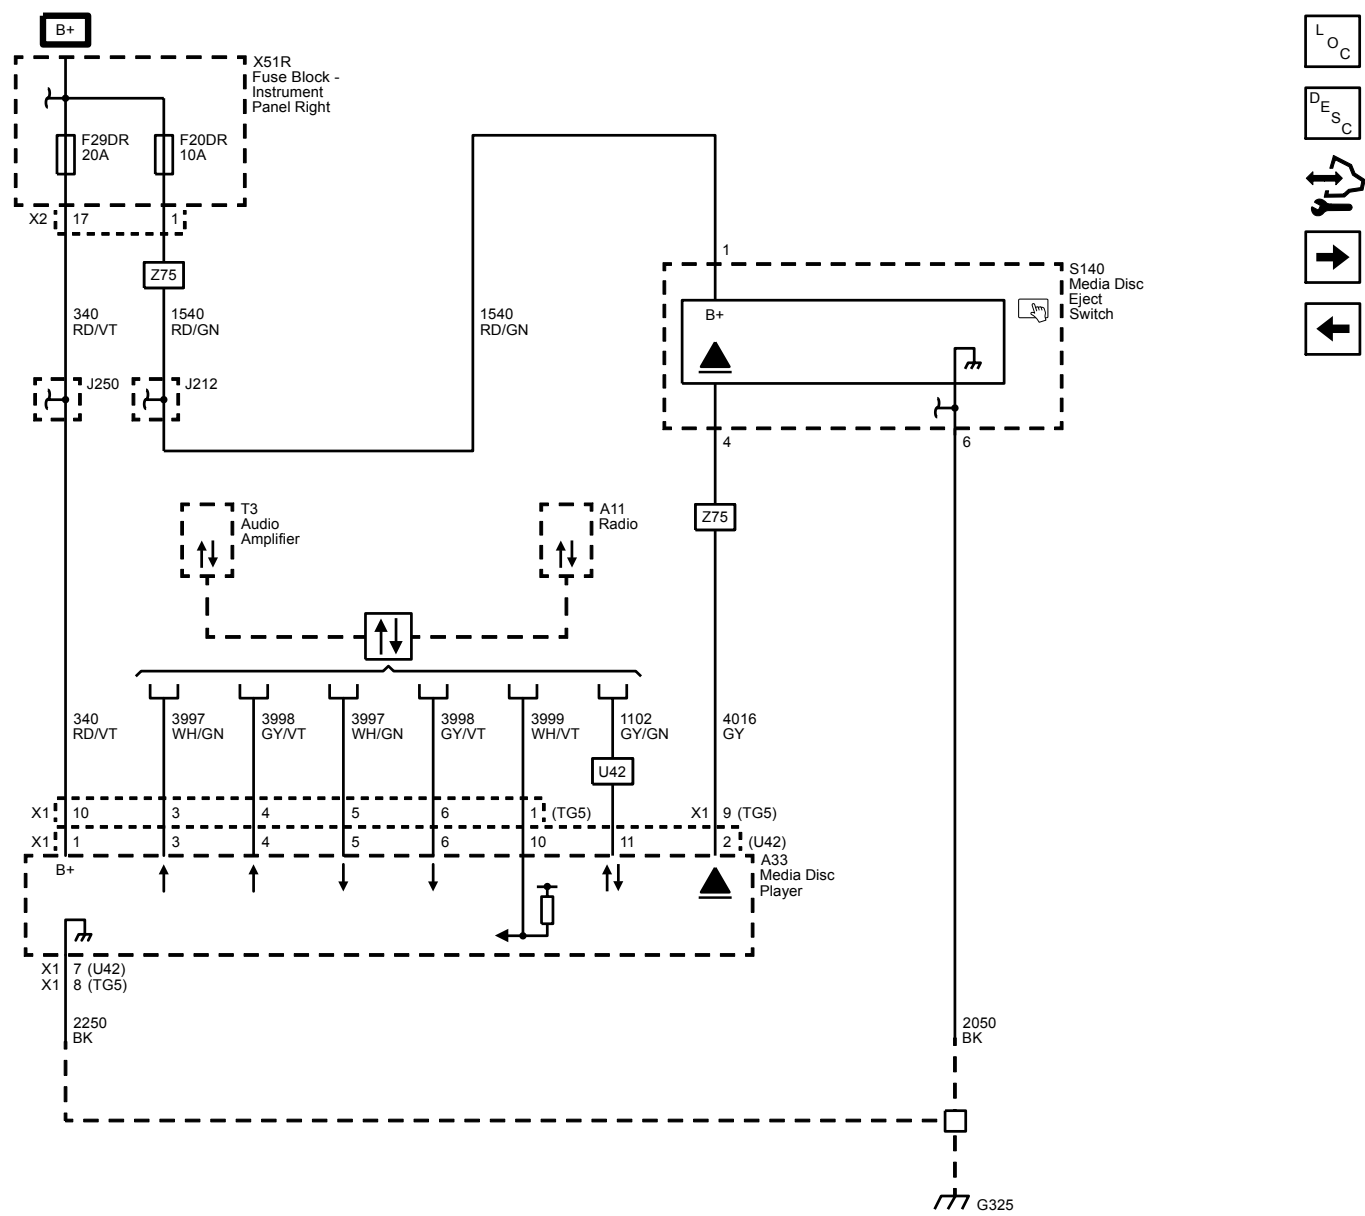 B+
X51R
Fuse Block -
Instrument
Panel Right
F29DR
20A
F20DR
10A
X2 17 1
Z75
340
RD/VT
1540
RD/GN
1540
RD/GN
J250
J212
1
S140
Media Disc
Eject
Switch
B+
4
6
Z75
T3
Audio
Amplifier
A11
Radio
340
RD/VT
3997
WH/GN
3998
GY/VT
3997
WH/GN
3998
GY/VT
3999
WH/VT
1102
GY/GN
4016
GY
U42
X1 10 3 4 5 6 1 (TG5) X1 9 (TG5)
X1 1 3 4 5 6 10 11 2 (U42)
B+
A33
Media Disc
Player
X1 7 (U42)
X1 8 (TG5)
2250
BK
2050
BK
G325
LOC
DESC